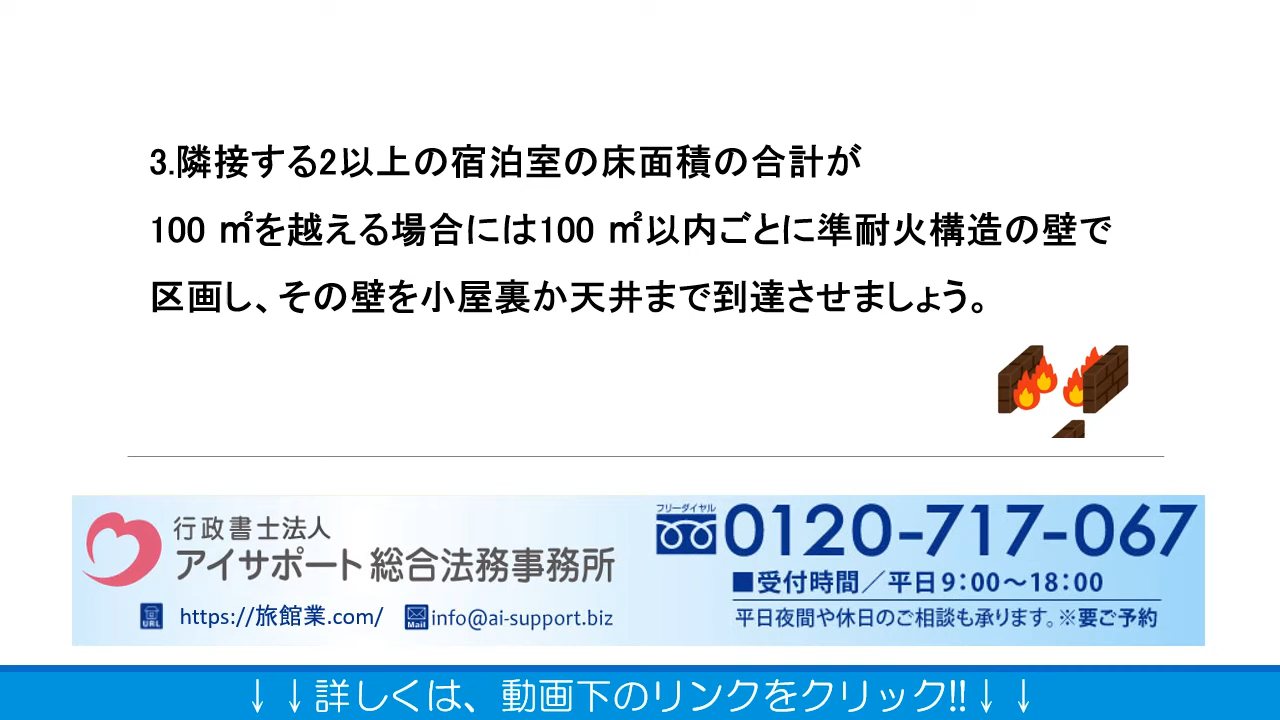 3.隣接する2以上の宿泊室の床面積の合計が
100 ㎡を越える場合には100 ㎡以内ごとに準耐火構造の壁で
区画し、その壁を小屋裏か天井まで到達させましょう。
行政書士法人
アイサポート 総合法務事務所
URL https://旅館業.com/ Mail info@ai-support.biz
フリーダイヤル
0120-717-067
■受付時間／平日9:00～18:00
平日夜間や休日のご相談も承ります。※要ご予約
↓↓詳しくは、動画下のリンクをクリック!!↓↓